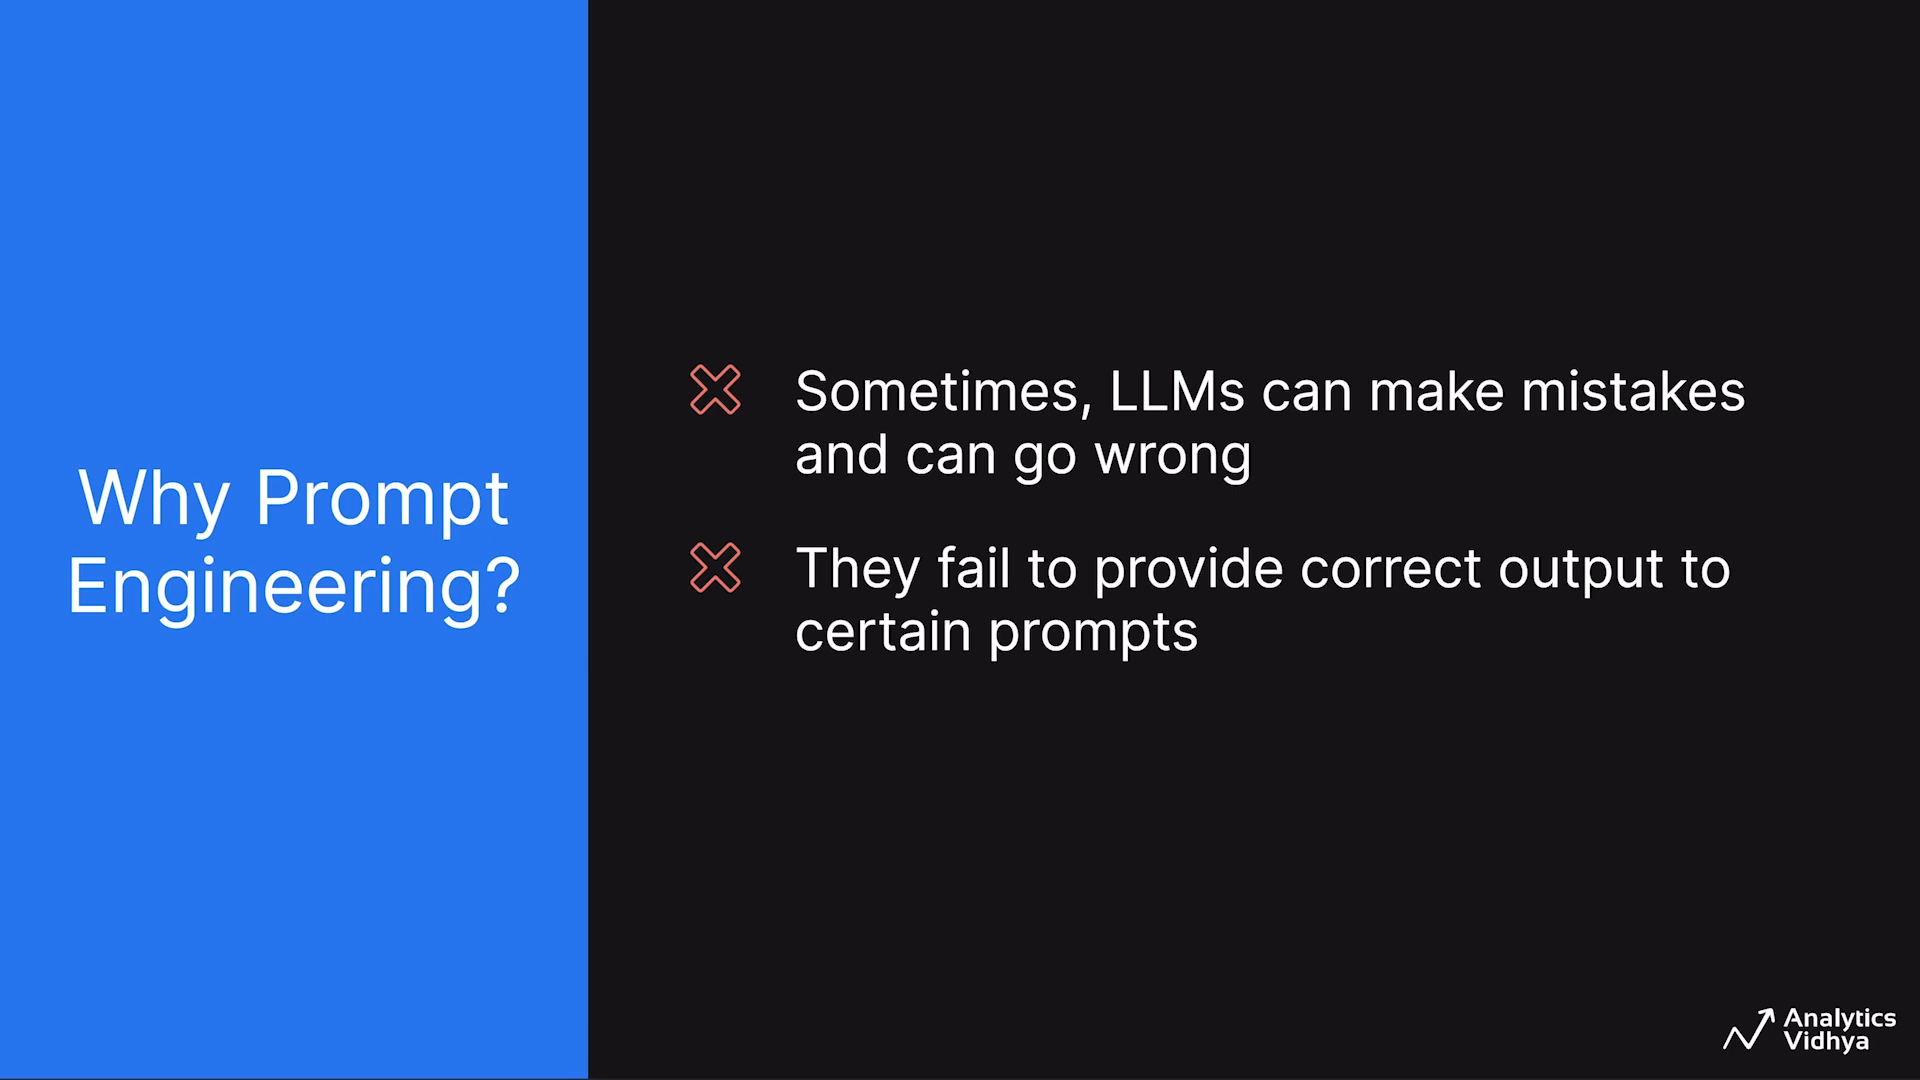 Why Prompt
Engineering?
Sometimes, LLMs can make mistakes
and can go wrong
They fail to provide correct output to
certain prompts
Analytics
Vidhya